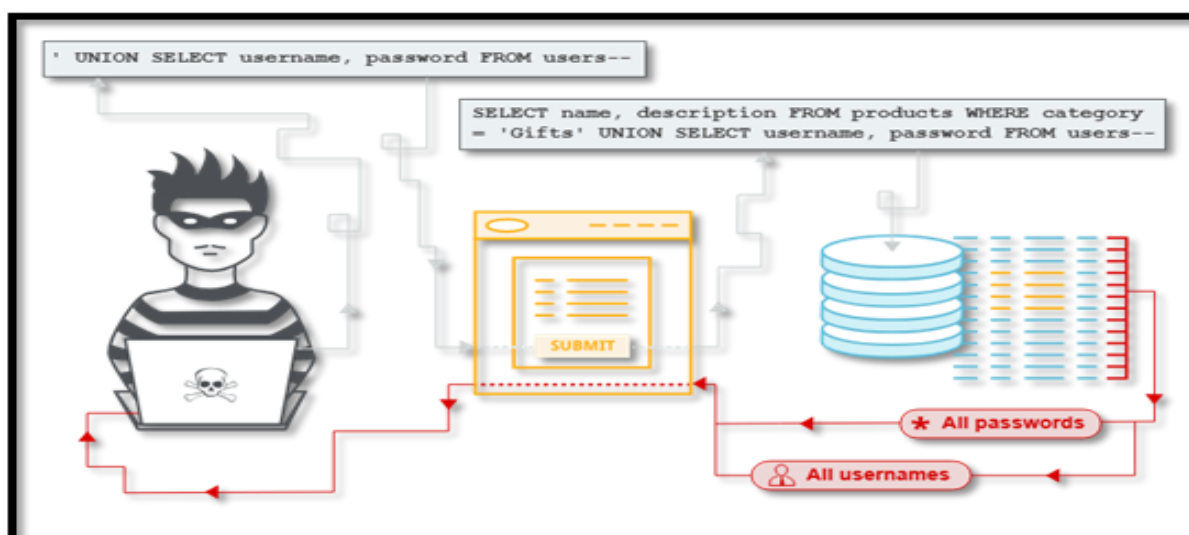 ' UNION SELECT username, password FROM users--
SELECT name, description FROM products WHERE category
= 'Gifts' UNION SELECT username, password FROM users--
SUBMIT
* All passwords
All usernames